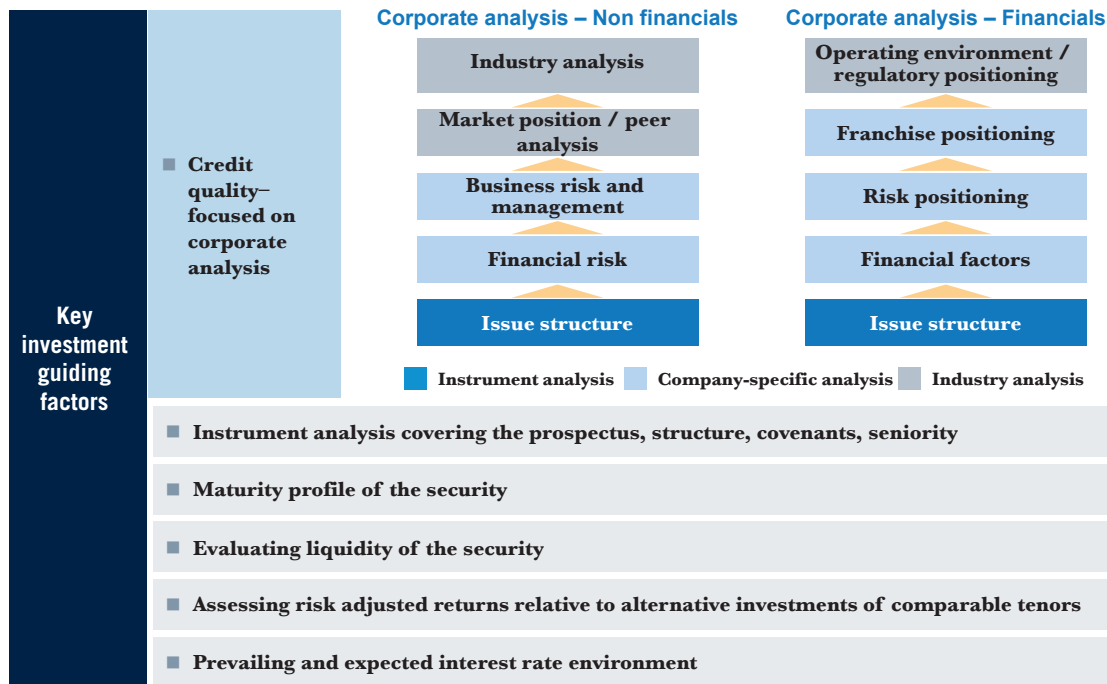 Corporate analysis – Non financials
Corporate analysis – Financials
Industry analysis
Market position / peer
analysis
Business risk and
management
Financial risk
Issue structure
Operating environment /
regulatory positioning
Franchise positioning
Risk positioning
Financial factors
Issue structure
Instrument analysis
Company-specific analysis
Industry analysis
Key
investment
guiding
factors
Credit
quality–
focused on
corporate
analysis
Instrument analysis covering the prospectus, structure, covenants, seniority
Maturity profile of the security
Evaluating liquidity of the security
Assessing risk adjusted returns relative to alternative investments of comparable tenors
Prevailing and expected interest rate environment